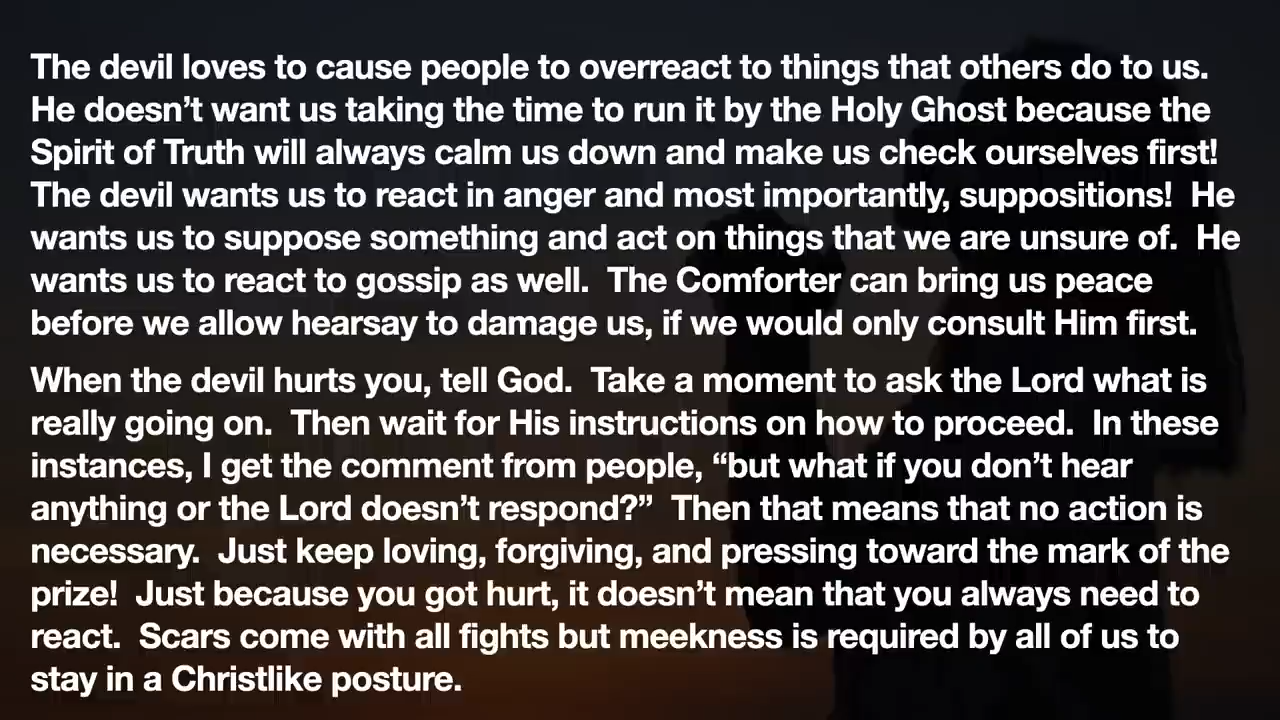 The devil loves to cause people to overreact to things that others do to us.
He doesn’t want us taking the time to run it by the Holy Ghost because the
Spirit of Truth will always calm us down and make us check ourselves first!
The devil wants us to react in anger and most importantly, suppositions!  He
wants us to suppose something and act on things that we are unsure of.  He
wants us to react to gossip as well.  The Comforter can bring us peace
before we allow hearsay to damage us, if we would only consult Him first.
When the devil hurts you, tell God.  Take a moment to ask the Lord what is
really going on.  Then wait for His instructions on how to proceed.  In these
instances, I get the comment from people, “but what if you don’t hear
anything or the Lord doesn’t respond?”  Then that means that no action is
necessary.  Just keep loving, forgiving, and pressing toward the mark of the
prize!  Just because you got hurt, it doesn’t mean that you always need to
react.  Scars come with all fights but meekness is required by all of us to
stay in a Christlike posture.